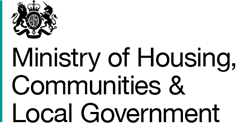 Ministry of Housing,
Communities &
Local Government